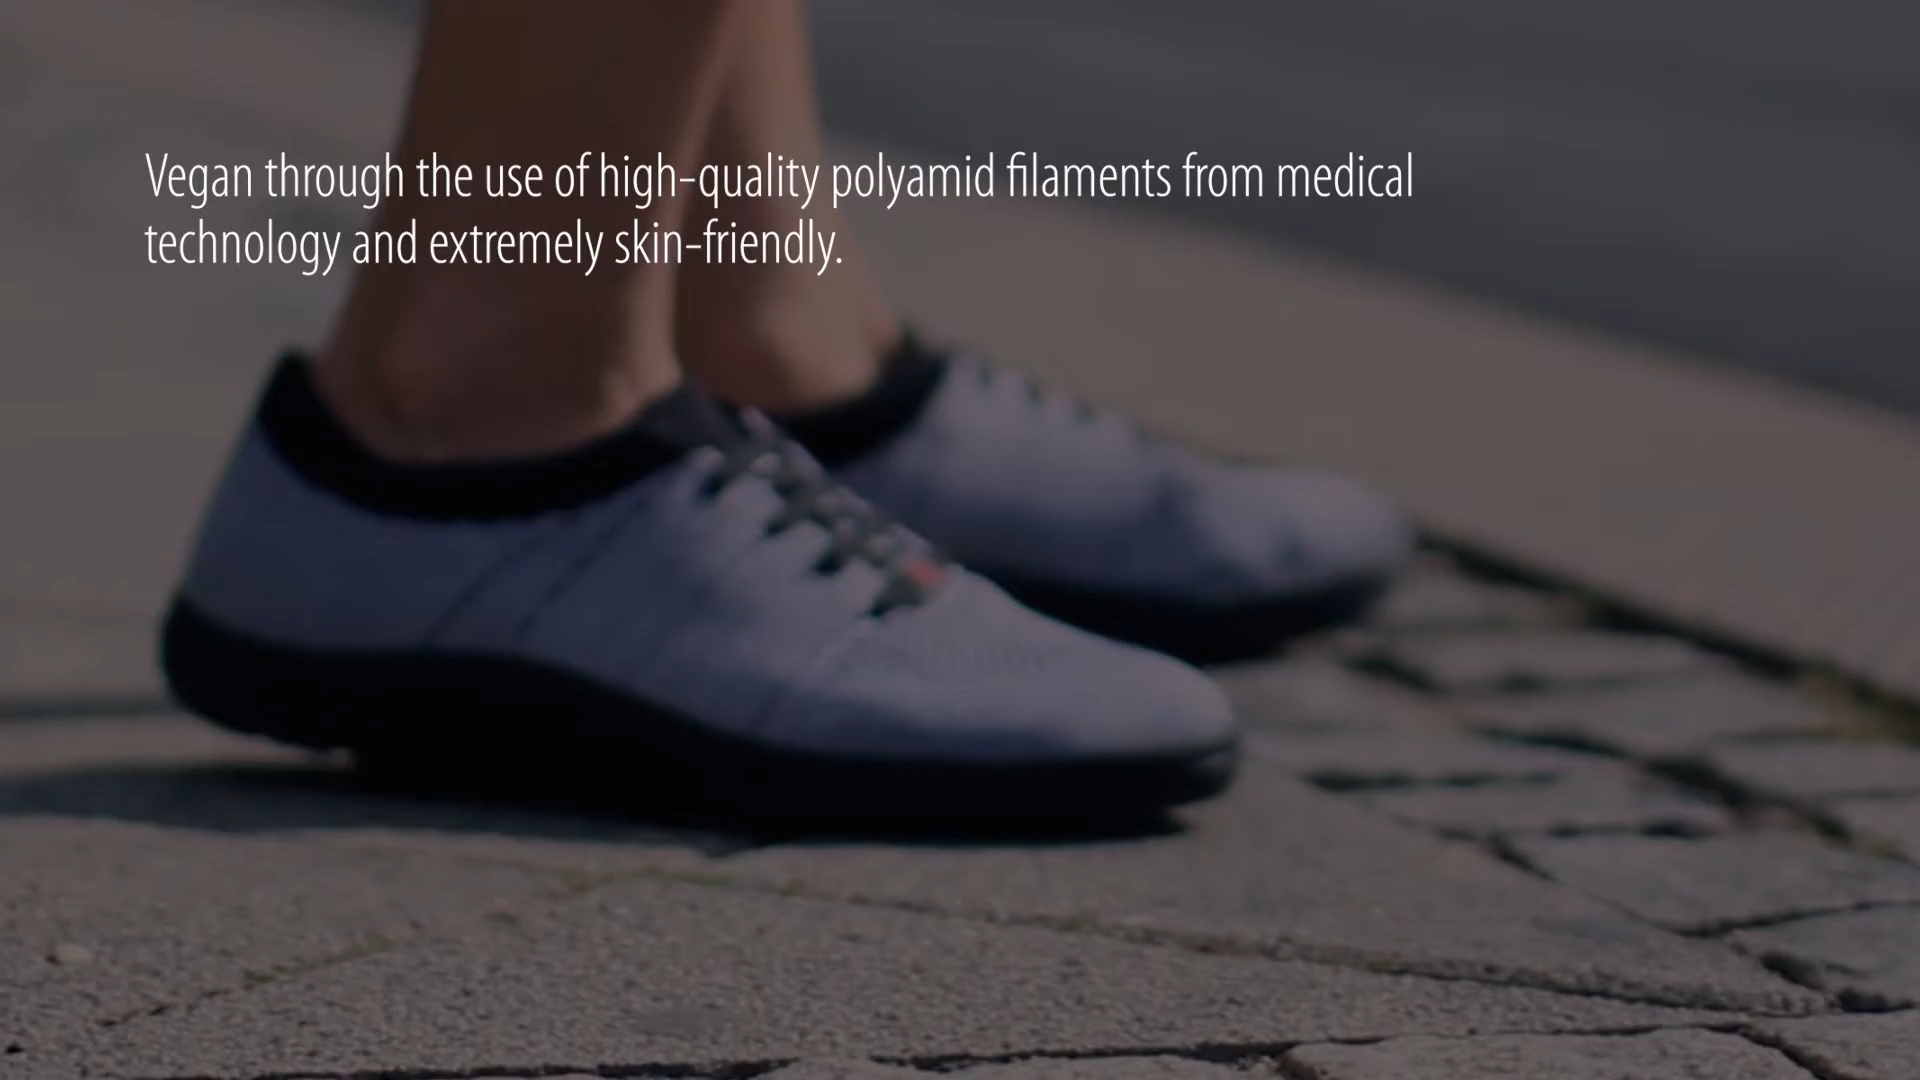 Vegan through the use of high-quality polyamid filaments from medical
technology and extremely skin-friendly.